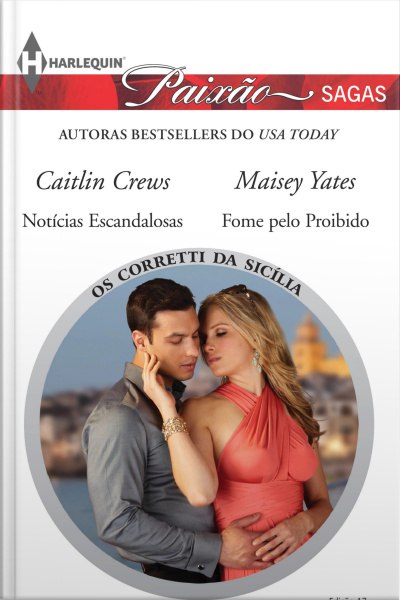 HARLEQUIN™
Paixão SAGAS
AUTORAS BESTSELLERS DO USA TODAY
Caitlin Crews Maisey Yates
Notícias Escandalosas Fome pelo Proibido
OS CORRETTI DA SICÍLIA